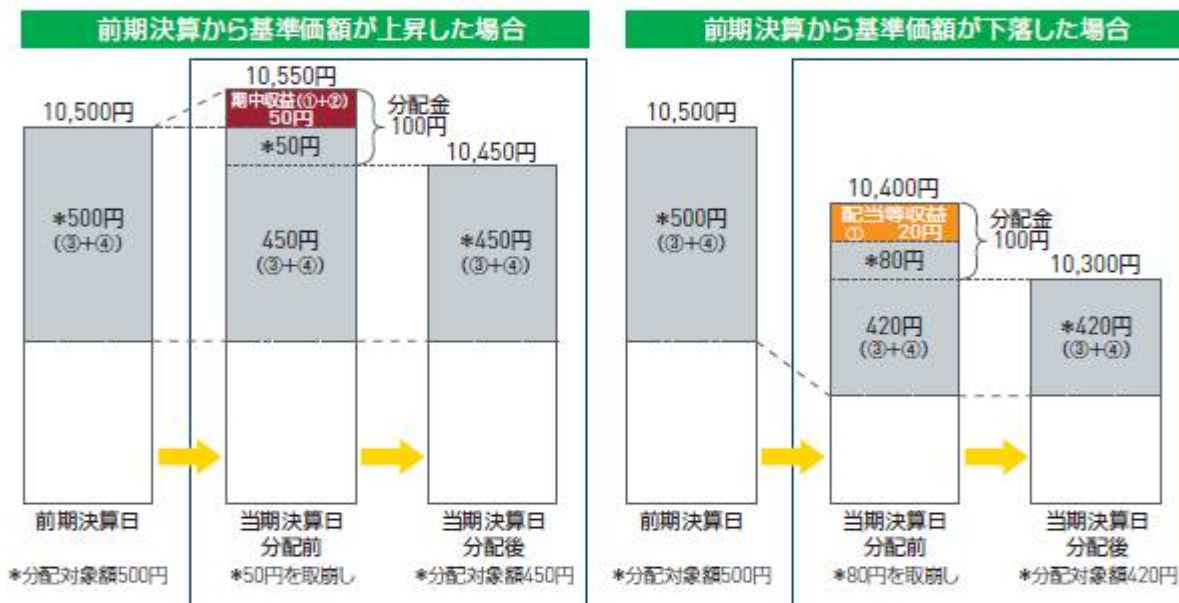 前期決算から基準価額が上昇した場合
10,500円
*500円
(③+④)
前期決算日
*分配対象額500円
10,550円
期中収益(①+②)
50円
*50円
450円
(③+④)
分配金
100円
当期決算日
分配前
*50円を取崩し
10,450円
*450円
(③+④)
当期決算日
分配後
*分配対象額450円
前期決算から基準価額が下落した場合
10,500円
*500円
(③+④)
前期決算日
*分配対象額500円
10,400円
配当等収益
① 20円
*80円
420円
(③+④)
分配金
100円
当期決算日
分配前
*80円を取崩し
10,300円
*420円
(③+④)
当期決算日
分配後
*分配対象額420円